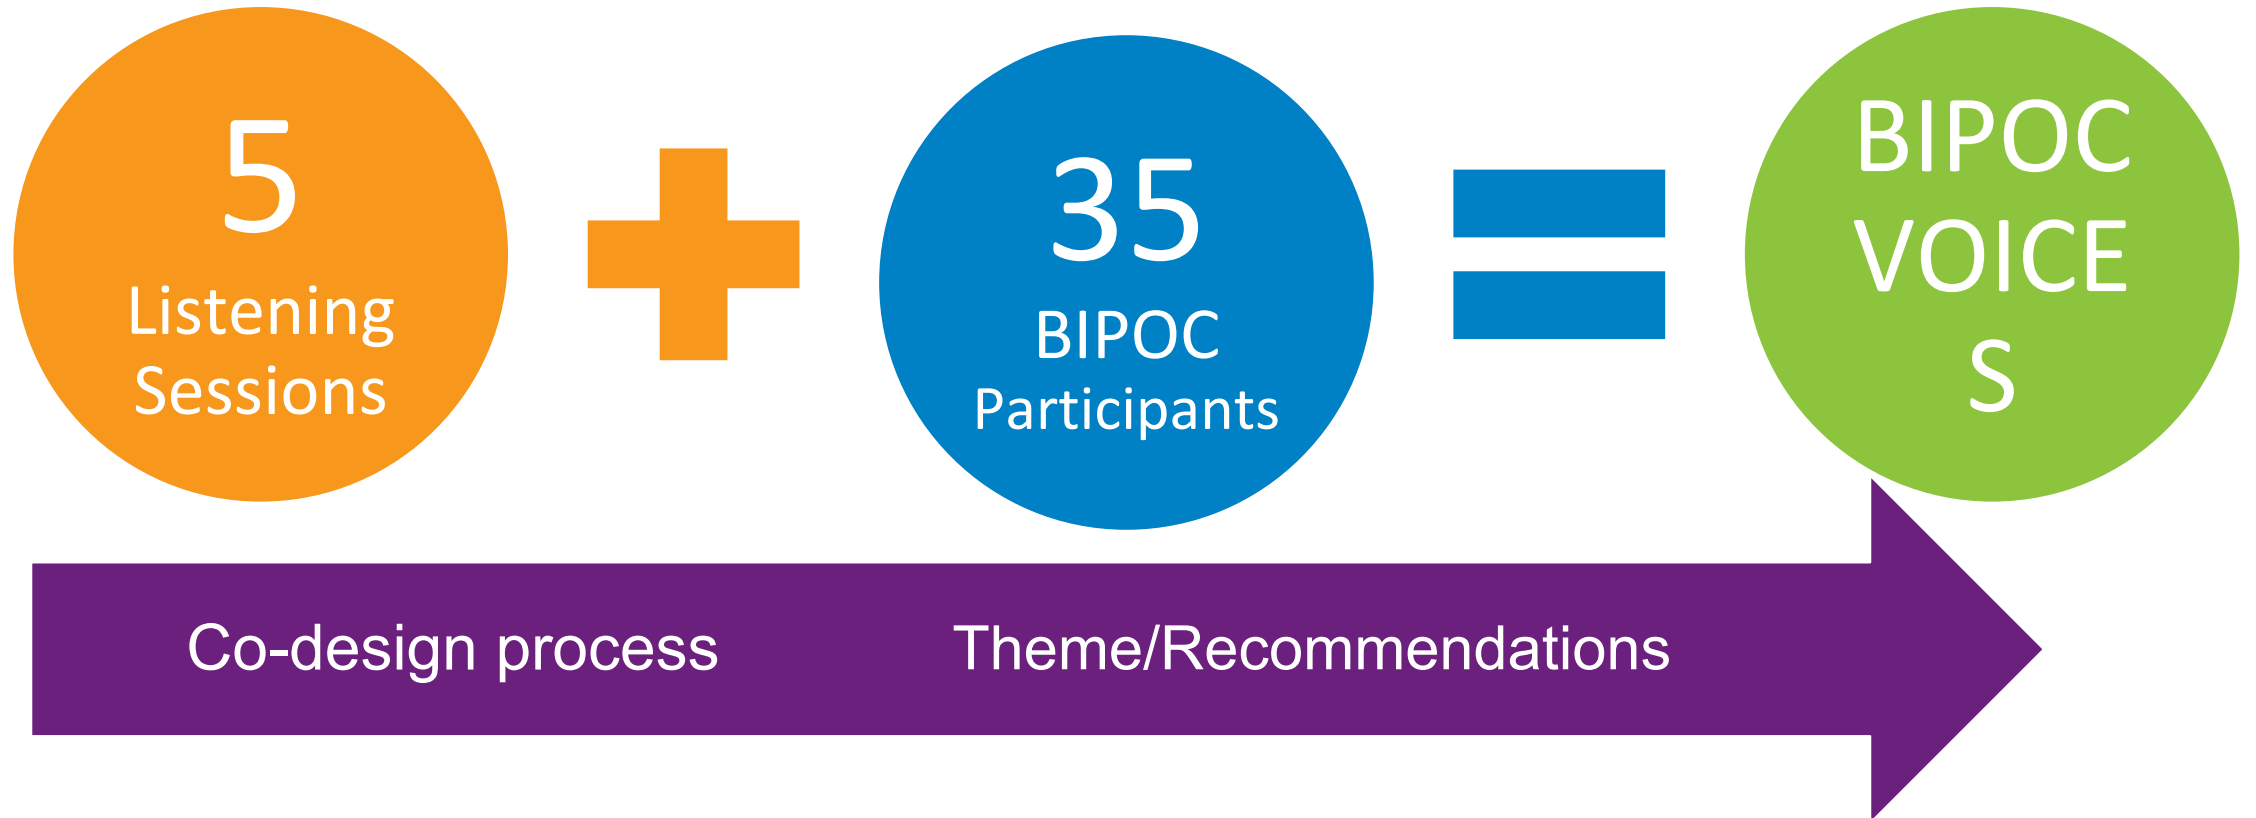 5
Listening
Sessions
35
BIPOC
Participants
BIPOC
VOICE
S
Co-design process
Theme/Recommendations